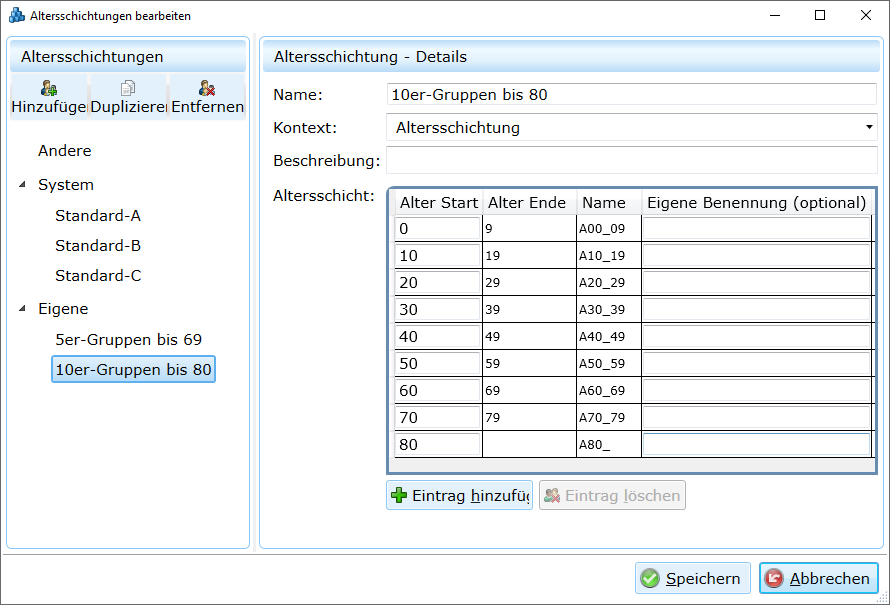 Altersschichtungen bearbeiten
Altersschichtungen
Hinzufüge Duplizieren Entfernen
Andere
System
Standard-A
Standard-B
Standard-C
Eigene
5er-Gruppen bis 69
10er-Gruppen bis 80
Altersschichtung - Details
Name: 10er-Gruppen bis 80
Kontext: Altersschichtung
Beschreibung:
Altersschicht:
Alter Start Alter Ende Name Eigene Benennung (optional)
0 9 A00_09
10 19 A10_19
20 29 A20_29
30 39 A30_39
40 49 A40_49
50 59 A50_59
60 69 A60_69
70 79 A70_79
80 A80_
Eintrag hinzufüg Eintrag löschen
Speichern Abbrechen